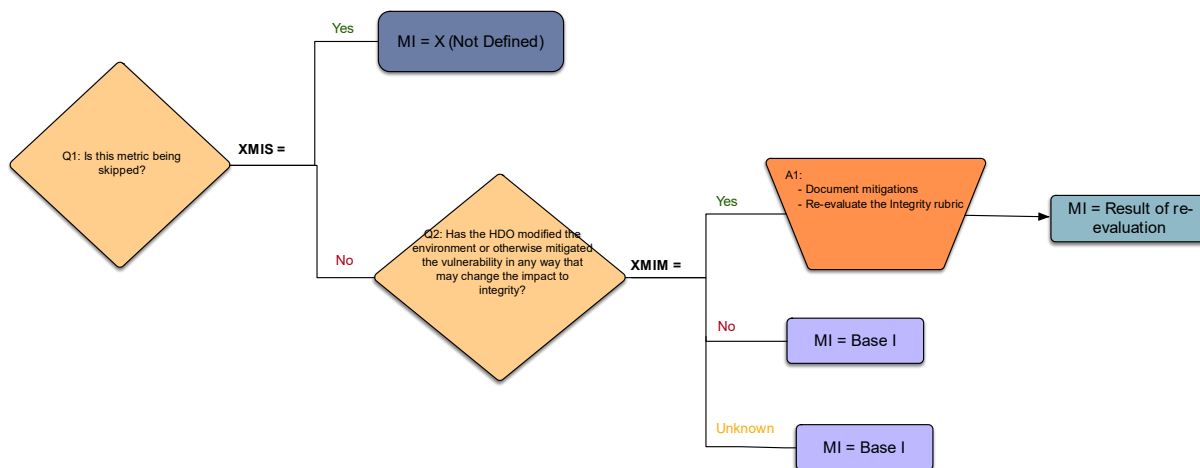 Yes
MI = X (Not Defined)
Q1: Is this metric being
skipped?
XMIS =
No
Q2: Has the HDO modified the
environment or otherwise mitigated
the vulnerability in any way that
may change the impact to
integrity?
XMIM =
Yes
A1:
- Document mitigations
- Re-evaluate the Integrity rubric
MI = Result of re-
evaluation
No
MI = Base I
Unknown
MI = Base I